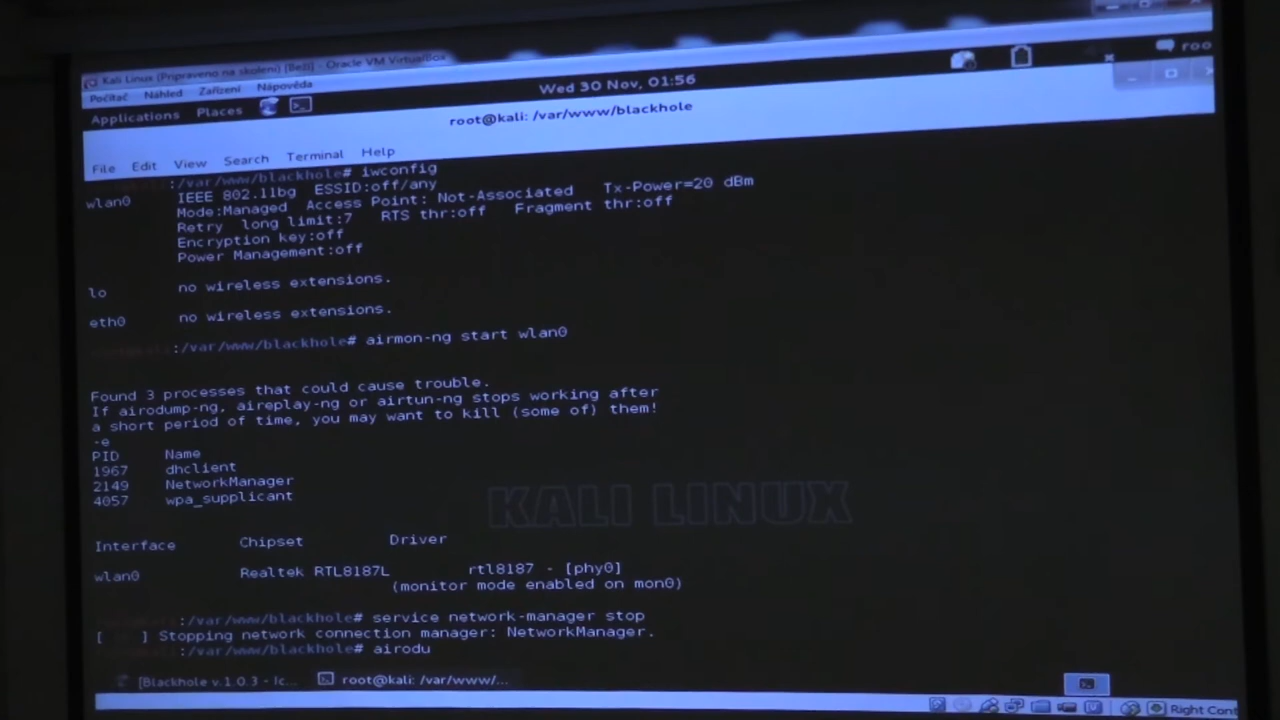 Kali Linux (Připraveno na školení) [Běží] - Oracle VM VirtualBox
Počítač Náhled Zařízení Nápověda
Applications Places Wed 30 Nov, 01:56 roo
root@kali: /var/www/blackhole
File Edit View Search Terminal Help
:/var/www/blackhole# iwconfig
wlan0 IEEE 802.11bg ESSID:off/any
Mode:Managed Access Point: Not-Associated Tx-Power=20 dBm
Retry long limit:7 RTS thr:off Fragment thr:off
Encryption key:off
Power Management:off
lo no wireless extensions.
eth0 no wireless extensions.
:/var/www/blackhole# airmon-ng start wlan0
Found 3 processes that could cause trouble.
If airodump-ng, aireplay-ng or airtun-ng stops working after
a short period of time, you may want to kill (some of) them!
-e
PID Name
1967 dhclient
2149 NetworkManager
4057 wpa_supplicant
KALI LINUX
Interface Chipset Driver
wlan0 Realtek RTL8187L rtl8187 - [phy0]
(monitor mode enabled on mon0)
:/var/www/blackhole# service network-manager stop
[ ] Stopping network connection manager: NetworkManager.
:/var/www/blackhole# airodu
[Blackhole v.1.0.3 - Ic... root@kali: /var/www/...
Right Cont